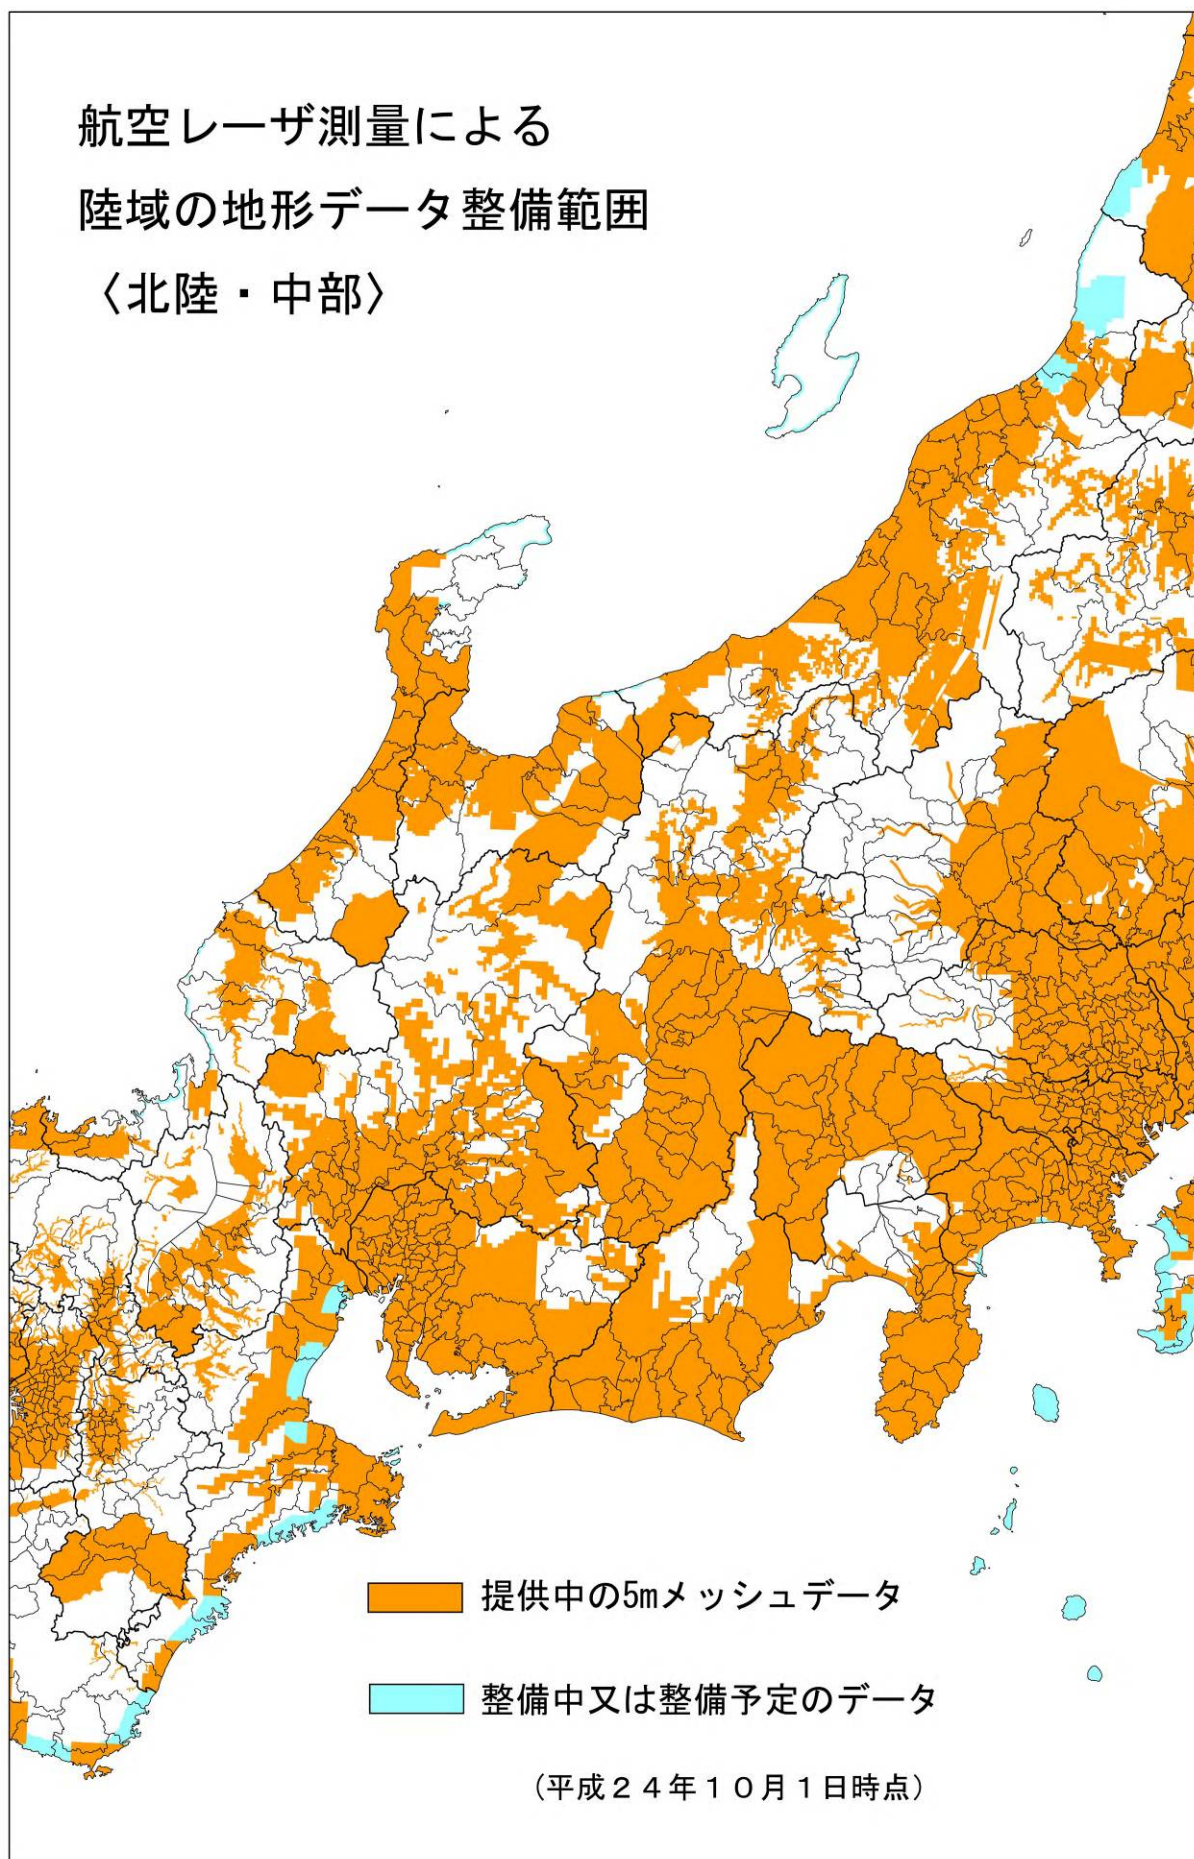 航空レーザ測量による
陸域の地形データ整備範囲
〈北陸・中部〉
提供中の5mメッシュデータ
整備中又は整備予定のデータ
(平成２４年１０月１日時点)